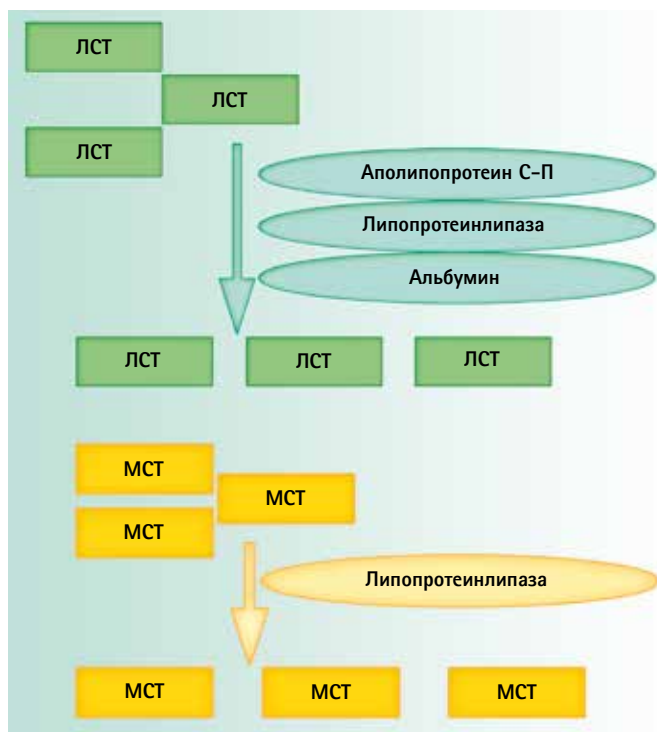 ЛСТ
ЛСТ
ЛСТ
Аполипопротеин С-П
Липопротеинлипаза
Альбумин
ЛСТ ЛСТ ЛСТ
МСТ
МСТ
МСТ
Липопротеинлипаза
МСТ МСТ МСТ